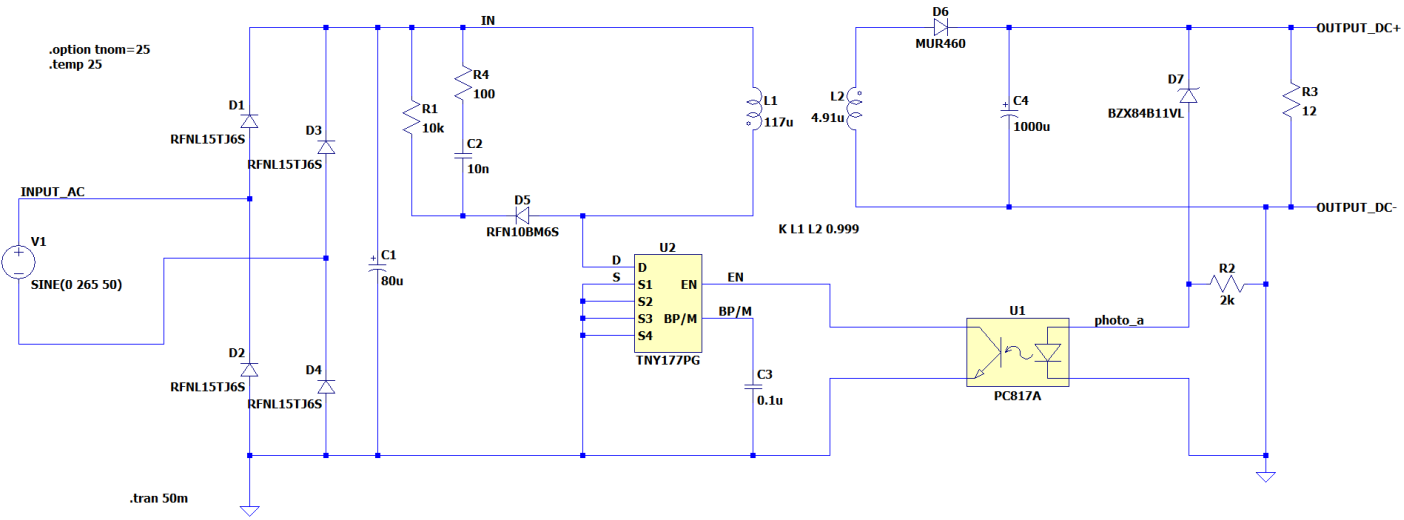 .option tnom=25
.temp 25
IN
D6
MUR460
OUTPUT_DC+
R4
100
R1
10k
C2
10n
L1
117u
L2
4.91u
C4
1000u
D7
BZX84B11VL
R3
12
D1
RFNL15TJ6S
D3
RFNL15TJ6S
INPUT_AC
V1
SINE(0 265 50)
D5
RFN10BM6S
K L1 L2 0.999
OUTPUT_DC-
C1
80u
U2
D
D
S
S1
EN
EN
S2
S3
BP/M
BP/M
S4
TNY177PG
C3
0.1u
U1
photo_a
PC817A
R2
2k
D2
RFNL15TJ6S
D4
RFNL15TJ6S
.tran 50m